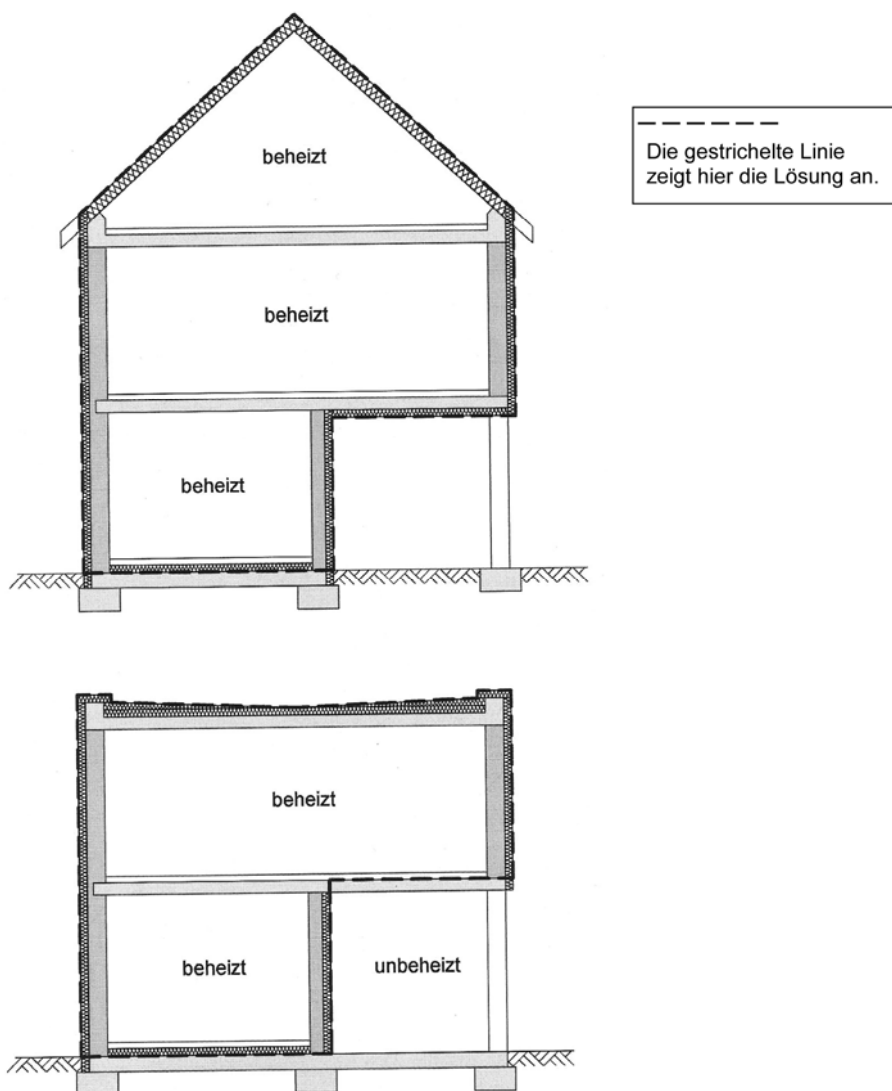 beheizt
Die gestrichelte Linie
zeigt hier die Lösung an.
beheizt
beheizt
beheizt
beheizt
unbeheizt